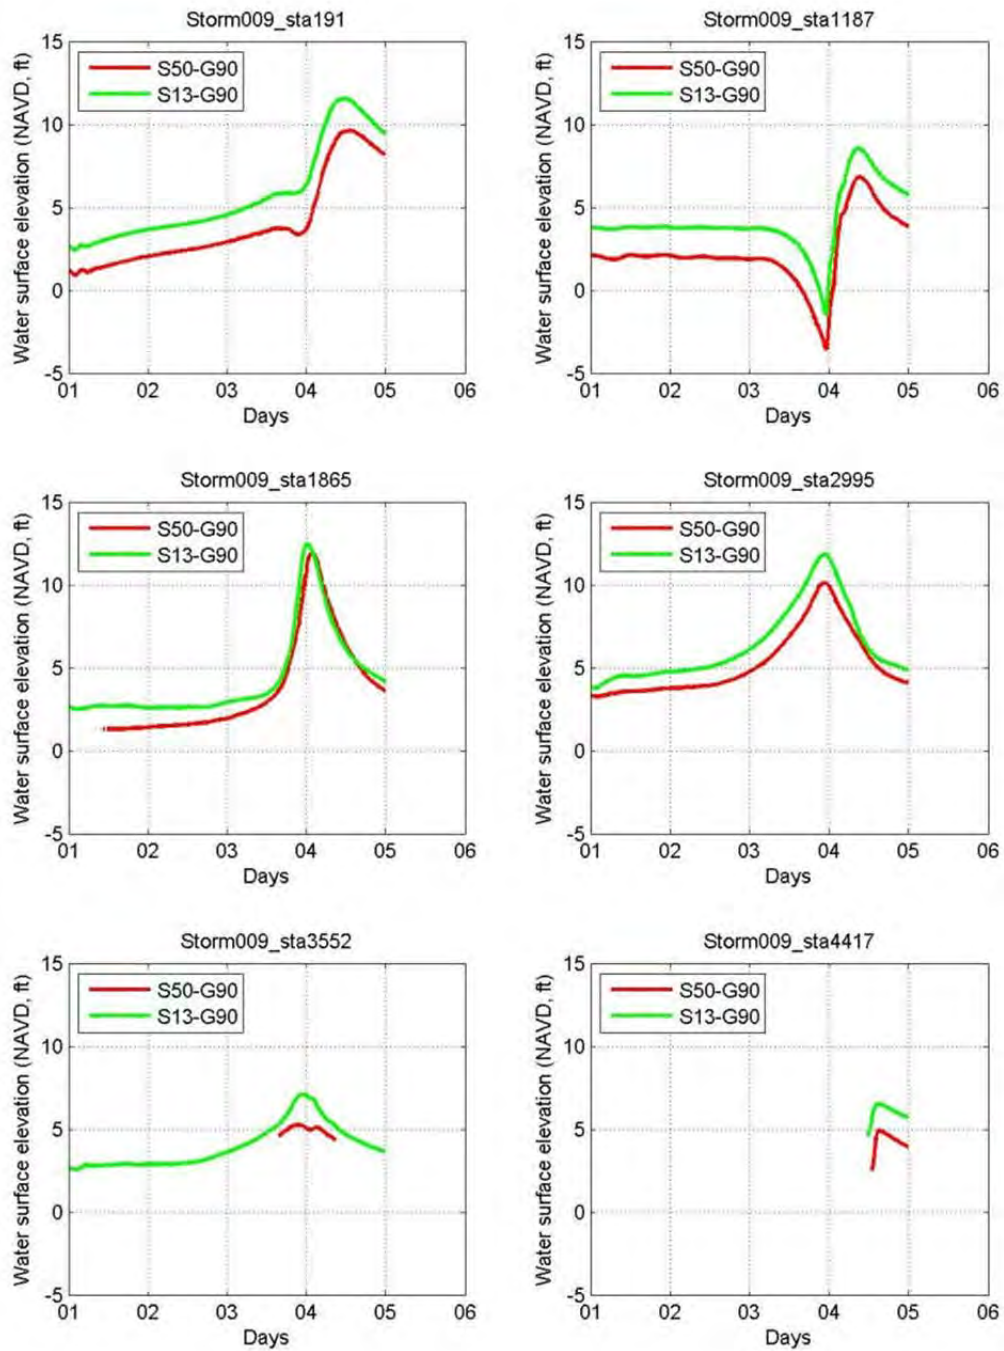 Storm009_sta191
S50-G90
S13-G90
Water surface elevation (NAVD, ft)
15
10
5
0
-5
01 02 03 04 05 06
Days
Storm009_sta1187
S50-G90
S13-G90
Water surface elevation (NAVD, ft)
15
10
5
0
-5
01 02 03 04 05 06
Days
Storm009_sta1865
S50-G90
S13-G90
Water surface elevation (NAVD, ft)
15
10
5
0
-5
01 02 03 04 05 06
Days
Storm009_sta2995
S50-G90
S13-G90
Water surface elevation (NAVD, ft)
15
10
5
0
-5
01 02 03 04 05 06
Days
Storm009_sta3552
S50-G90
S13-G90
Water surface elevation (NAVD, ft)
15
10
5
0
-5
01 02 03 04 05 06
Days
Storm009_sta4417
S50-G90
S13-G90
Water surface elevation (NAVD, ft)
15
10
5
0
-5
01 02 03 04 05 06
Days